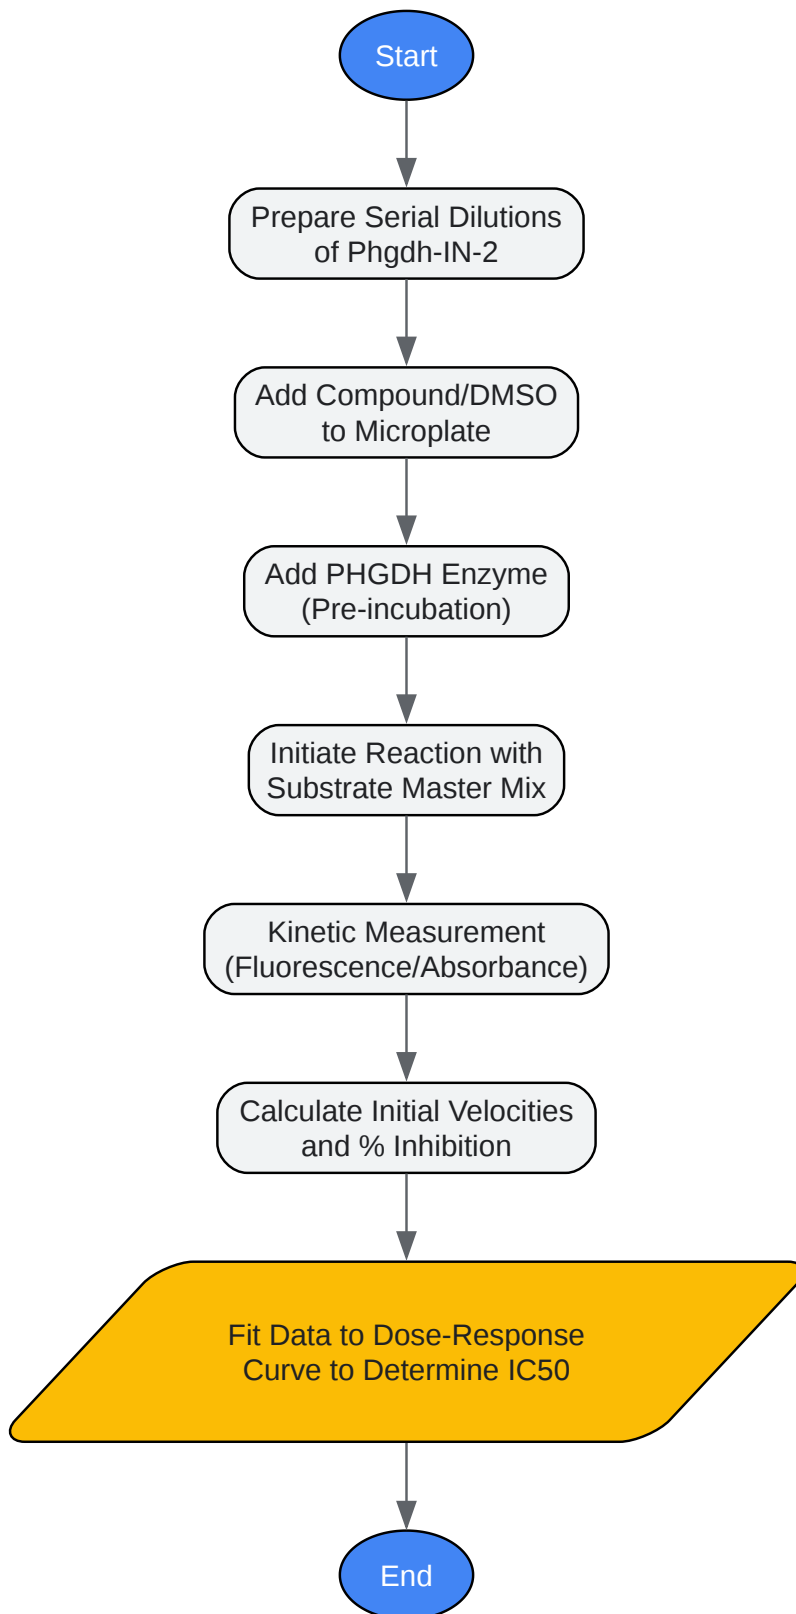 Start
Prepare Serial Dilutions
of Phgdh-IN-2
Add Compound/DMSO
to Microplate
Add PHGDH Enzyme
(Pre-incubation)
Initiate Reaction with
Substrate Master Mix
Kinetic Measurement
(Fluorescence/Absorbance)
Calculate Initial Velocities
and % Inhibition
Fit Data to Dose-Response
Curve to Determine IC50
End